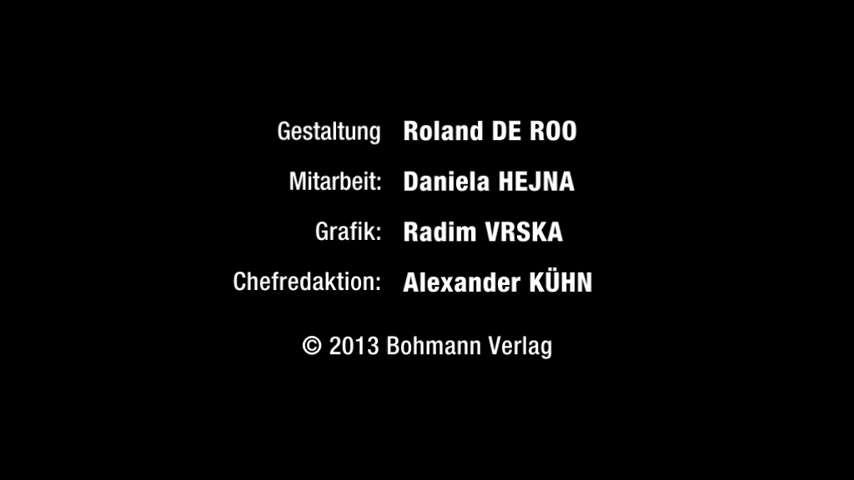 Gestaltung Roland DE ROO
Mitarbeit: Daniela HEJNA
Grafik: Radim VRSKA
Chefredaktion: Alexander KÜHN
© 2013 Bohmann Verlag